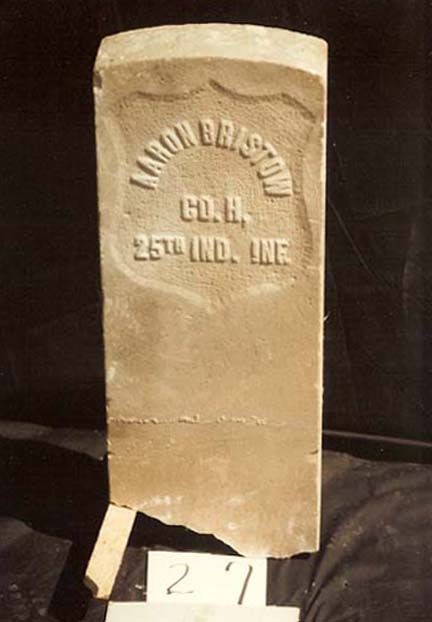 AARON BRISTOW
CO. H,
25TH IND. INF.
27